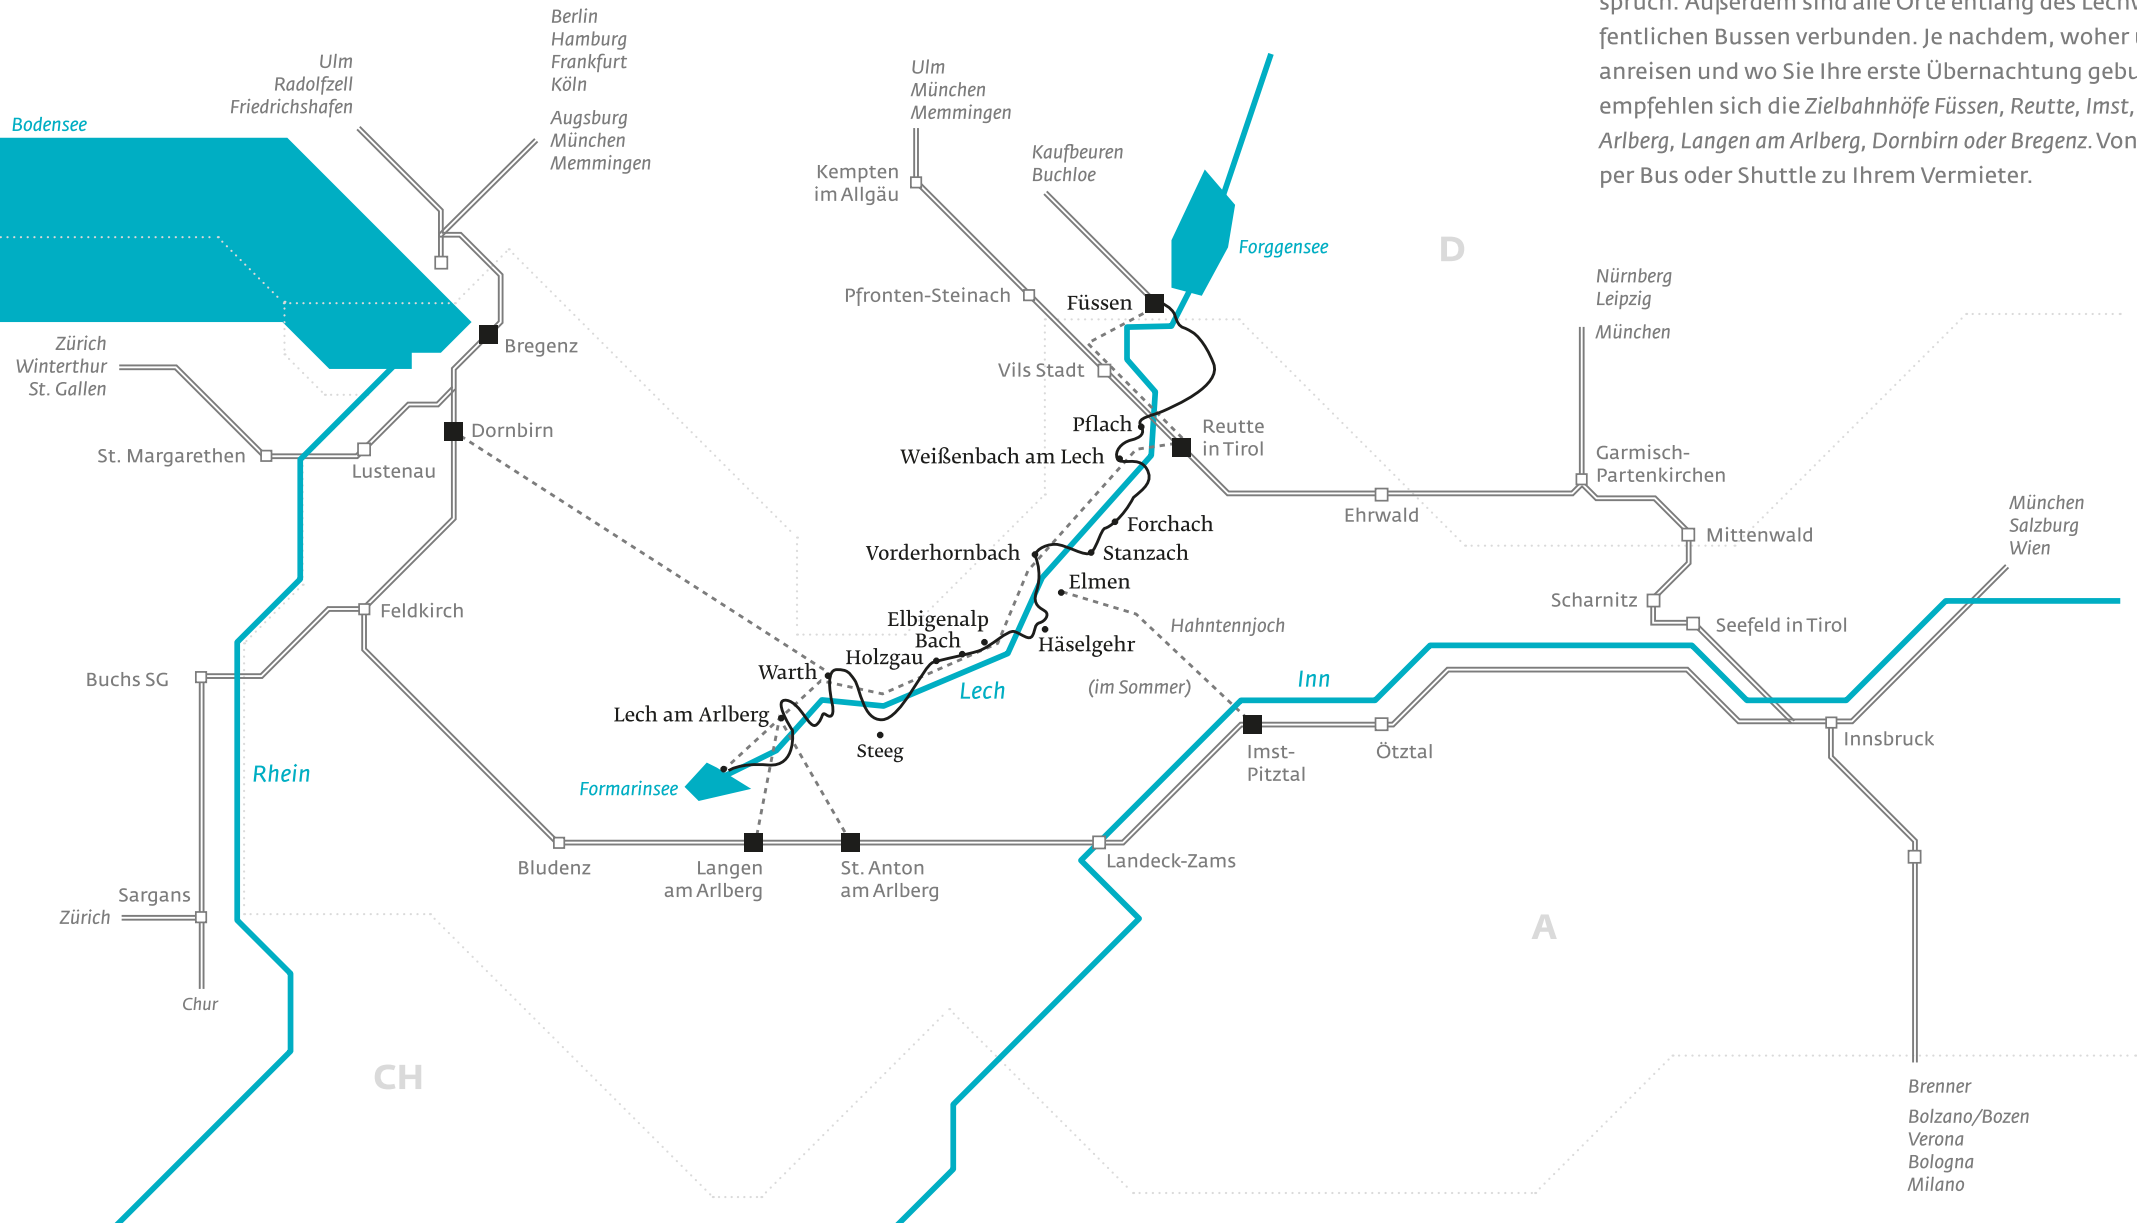 spruch. Außerdem sind alle Orte entlang des Lechw
fentlichen Bussen verbunden. Je nachdem, woher u
anreisen und wo Sie Ihre erste Übernachtung gebu
empfehlen sich die Zielbahnhöfe Füssen, Reutte, Imst,
Arlberg, Langen am Arlberg, Dornbirn oder Bregenz. Von
per Bus oder Shuttle zu Ihrem Vermieter.
Berlin
Hamburg
Frankfurt
Köln
Augsburg
München
Memmingen
Ulm
Radolfzell
Friedrichshafen
Bodensee
Ulm
München
Memmingen
Kempten
im Allgäu
Kaufbeuren
Buchloe
Forggensee
D
Pfronten-Steinach
Füssen
Nürnberg
Leipzig
München
Zürich
Winterthur
St. Gallen
Bregenz
Vils Stadt
Pflach
Reutte
in Tirol
Dornbirn
St. Margarethen
Lustenau
Weißenbach am Lech
Garmisch-
Partenkirchen
Ehrwald
Forchach
Mittenwald
München
Salzburg
Wien
Vorderhornbach
Stanzach
Elmen
Scharnitz
Seefeld in Tirol
Feldkirch
Elbigenalp
Bach
Häselgehr
Hahntennjoch
Holzgau
Warth
Buchs SG
(im Sommer)
Lech
Inn
Lech am Arlberg
Steeg
Imst-
Pitztal
Ötztal
Innsbruck
Rhein
Formarinsee
Bludenz
Langen
am Arlberg
St. Anton
am Arlberg
Landeck-Zams
Sargans
Zürich
A
Chur
CH
Brenner
Bolzano/Bozen
Verona
Bologna
Milano